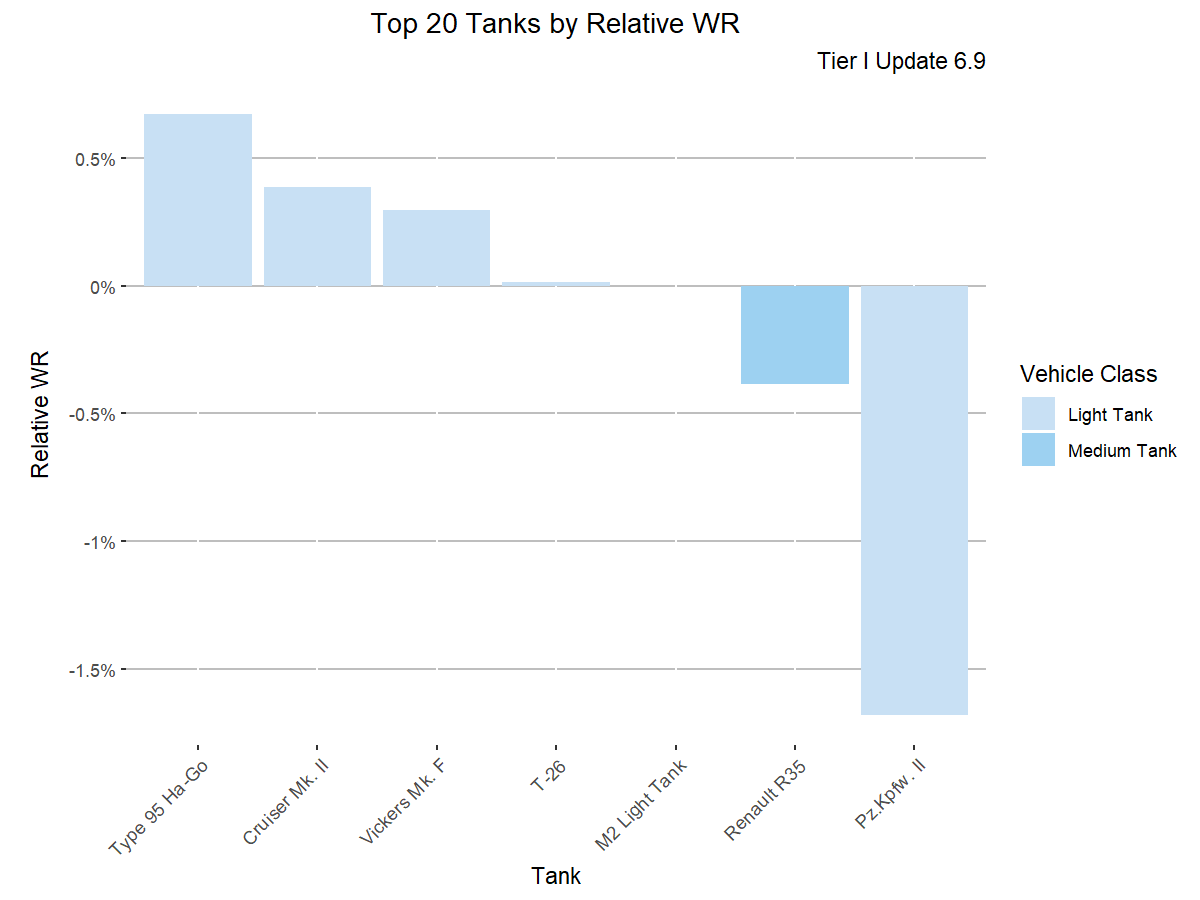 Top 20 Tanks by Relative WR
Tier I Update 6.9
0.5%
0%
-0.5%
-1%
-1.5%
Relative WR
Type 95 Ha-Go
Cruiser Mk. II
Vickers Mk. F
T-26
M2 Light Tank
Renault R35
Pz.Kpfw. II
Tank
Vehicle Class
Light Tank
Medium Tank